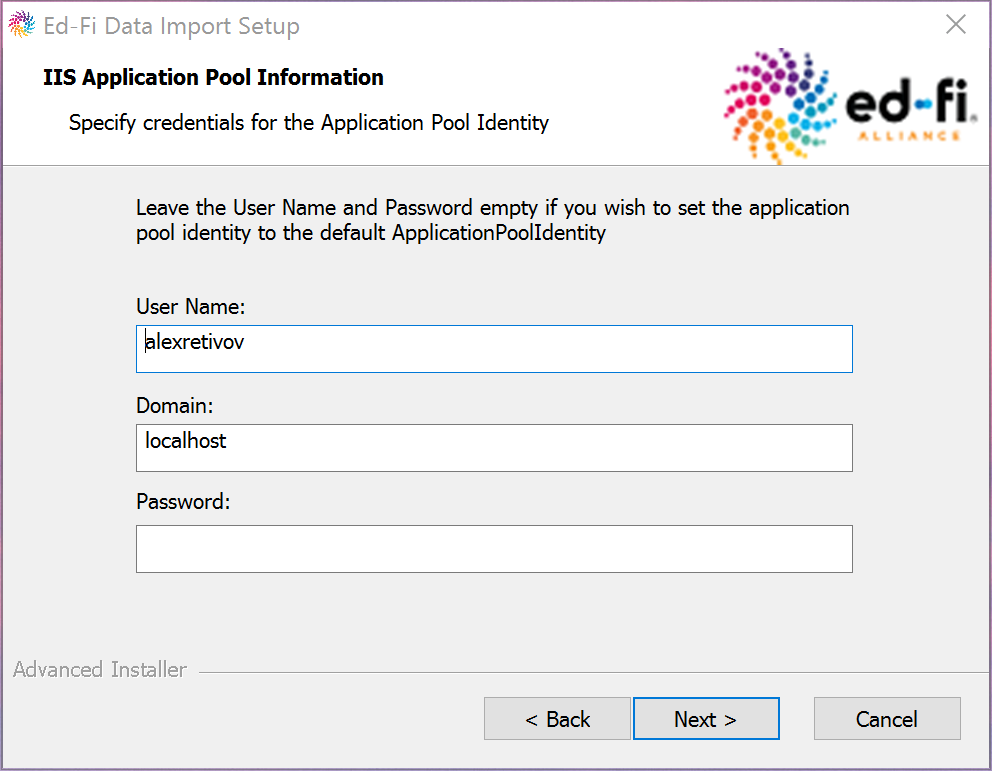 Ed-Fi Data Import Setup
IIS Application Pool Information
Specify credentials for the Application Pool Identity
ed-fi®
ALLIANCE
Leave the User Name and Password empty if you wish to set the application
pool identity to the default ApplicationPoolIdentity
User Name:
alexretivov
Domain:
localhost
Password:
Advanced Installer
< Back
Next >
Cancel